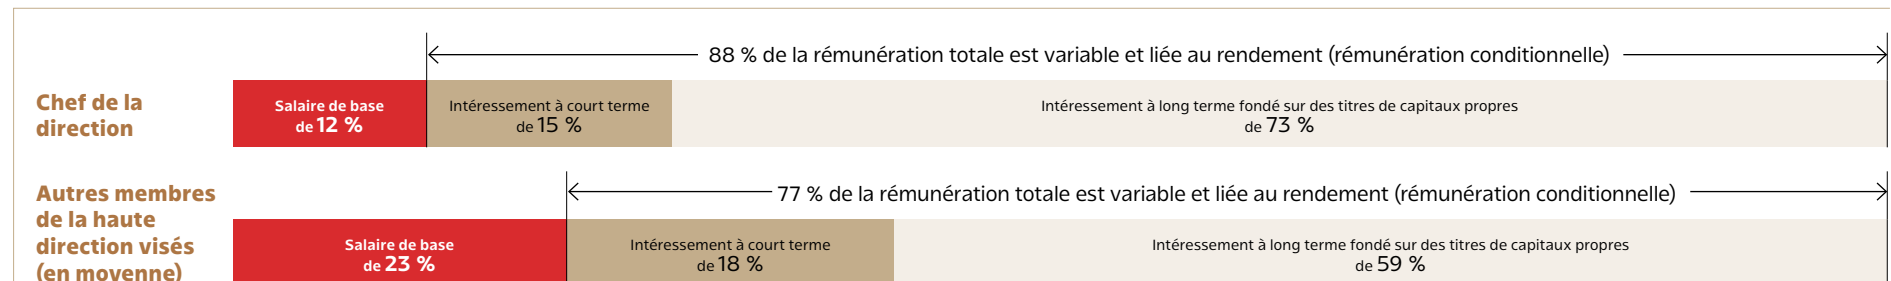 88 % de la rémunération totale est variable et liée au rendement (rémunération conditionnelle)
Chef de la
direction
Salaire de base
de 12 %
Intéressement à court terme
de 15 %
Intéressement à long terme fondé sur des titres de capitaux propres
de 73 %
77 % de la rémunération totale est variable et liée au rendement (rémunération conditionnelle)
Autres membres
de la haute
direction visés
(en moyenne)
Salaire de base
de 23 %
Intéressement à court terme
de 18 %
Intéressement à long terme fondé sur des titres de capitaux propres
de 59 %